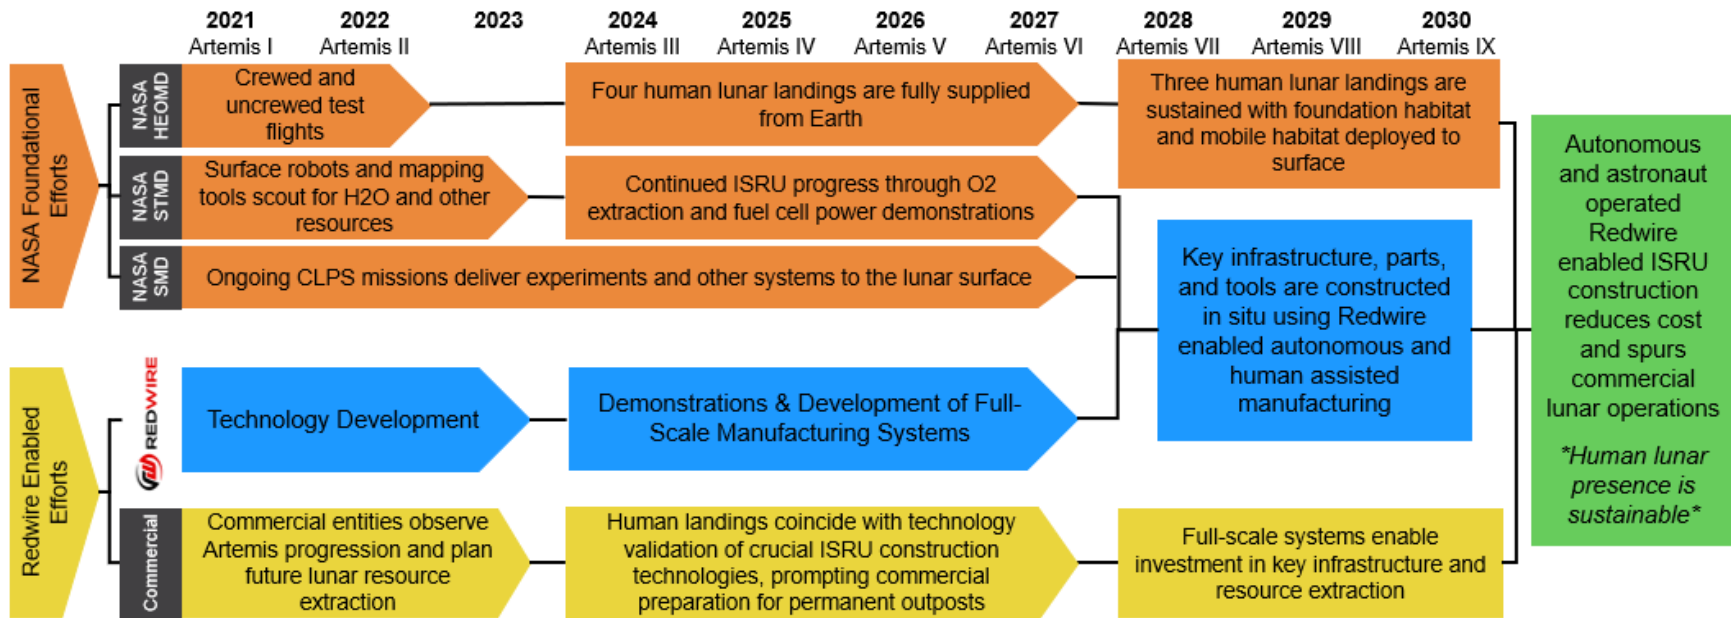 2021 2022 2023 2024 2025 2026 2027 2028 2029 2030
Artemis I Artemis II Artemis III Artemis IV Artemis V Artemis VI Artemis VII Artemis VIII Artemis IX
NASA Foundational
Efforts
NASA
HEOMD
Crewed and
uncrewed test
flights
Four human lunar landings are fully supplied
from Earth
Three human lunar landings are
sustained with foundation habitat
and mobile habitat deployed to
surface
NASA
STMD
Surface robots and mapping
tools scout for H2O and other
resources
Continued ISRU progress through O2
extraction and fuel cell power demonstrations
NASA
SMD
Ongoing CLPS missions deliver experiments and other systems to the lunar surface
Redwire Enabled
Efforts
REDWIRE
Technology Development
Demonstrations & Development of Full-
Scale Manufacturing Systems
Key infrastructure, parts,
and tools are constructed
in situ using Redwire
enabled autonomous and
human assisted
manufacturing
Commercial
Commercial entities observe
Artemis progression and plan
future lunar resource
extraction
Human landings coincide with technology
validation of crucial ISRU construction
technologies, prompting commercial
preparation for permanent outposts
Full-scale systems enable
investment in key infrastructure and
resource extraction
Autonomous
and astronaut
operated
Redwire
enabled ISRU
construction
reduces cost
and spurs
commercial
lunar operations
*Human lunar
presence is
sustainable*